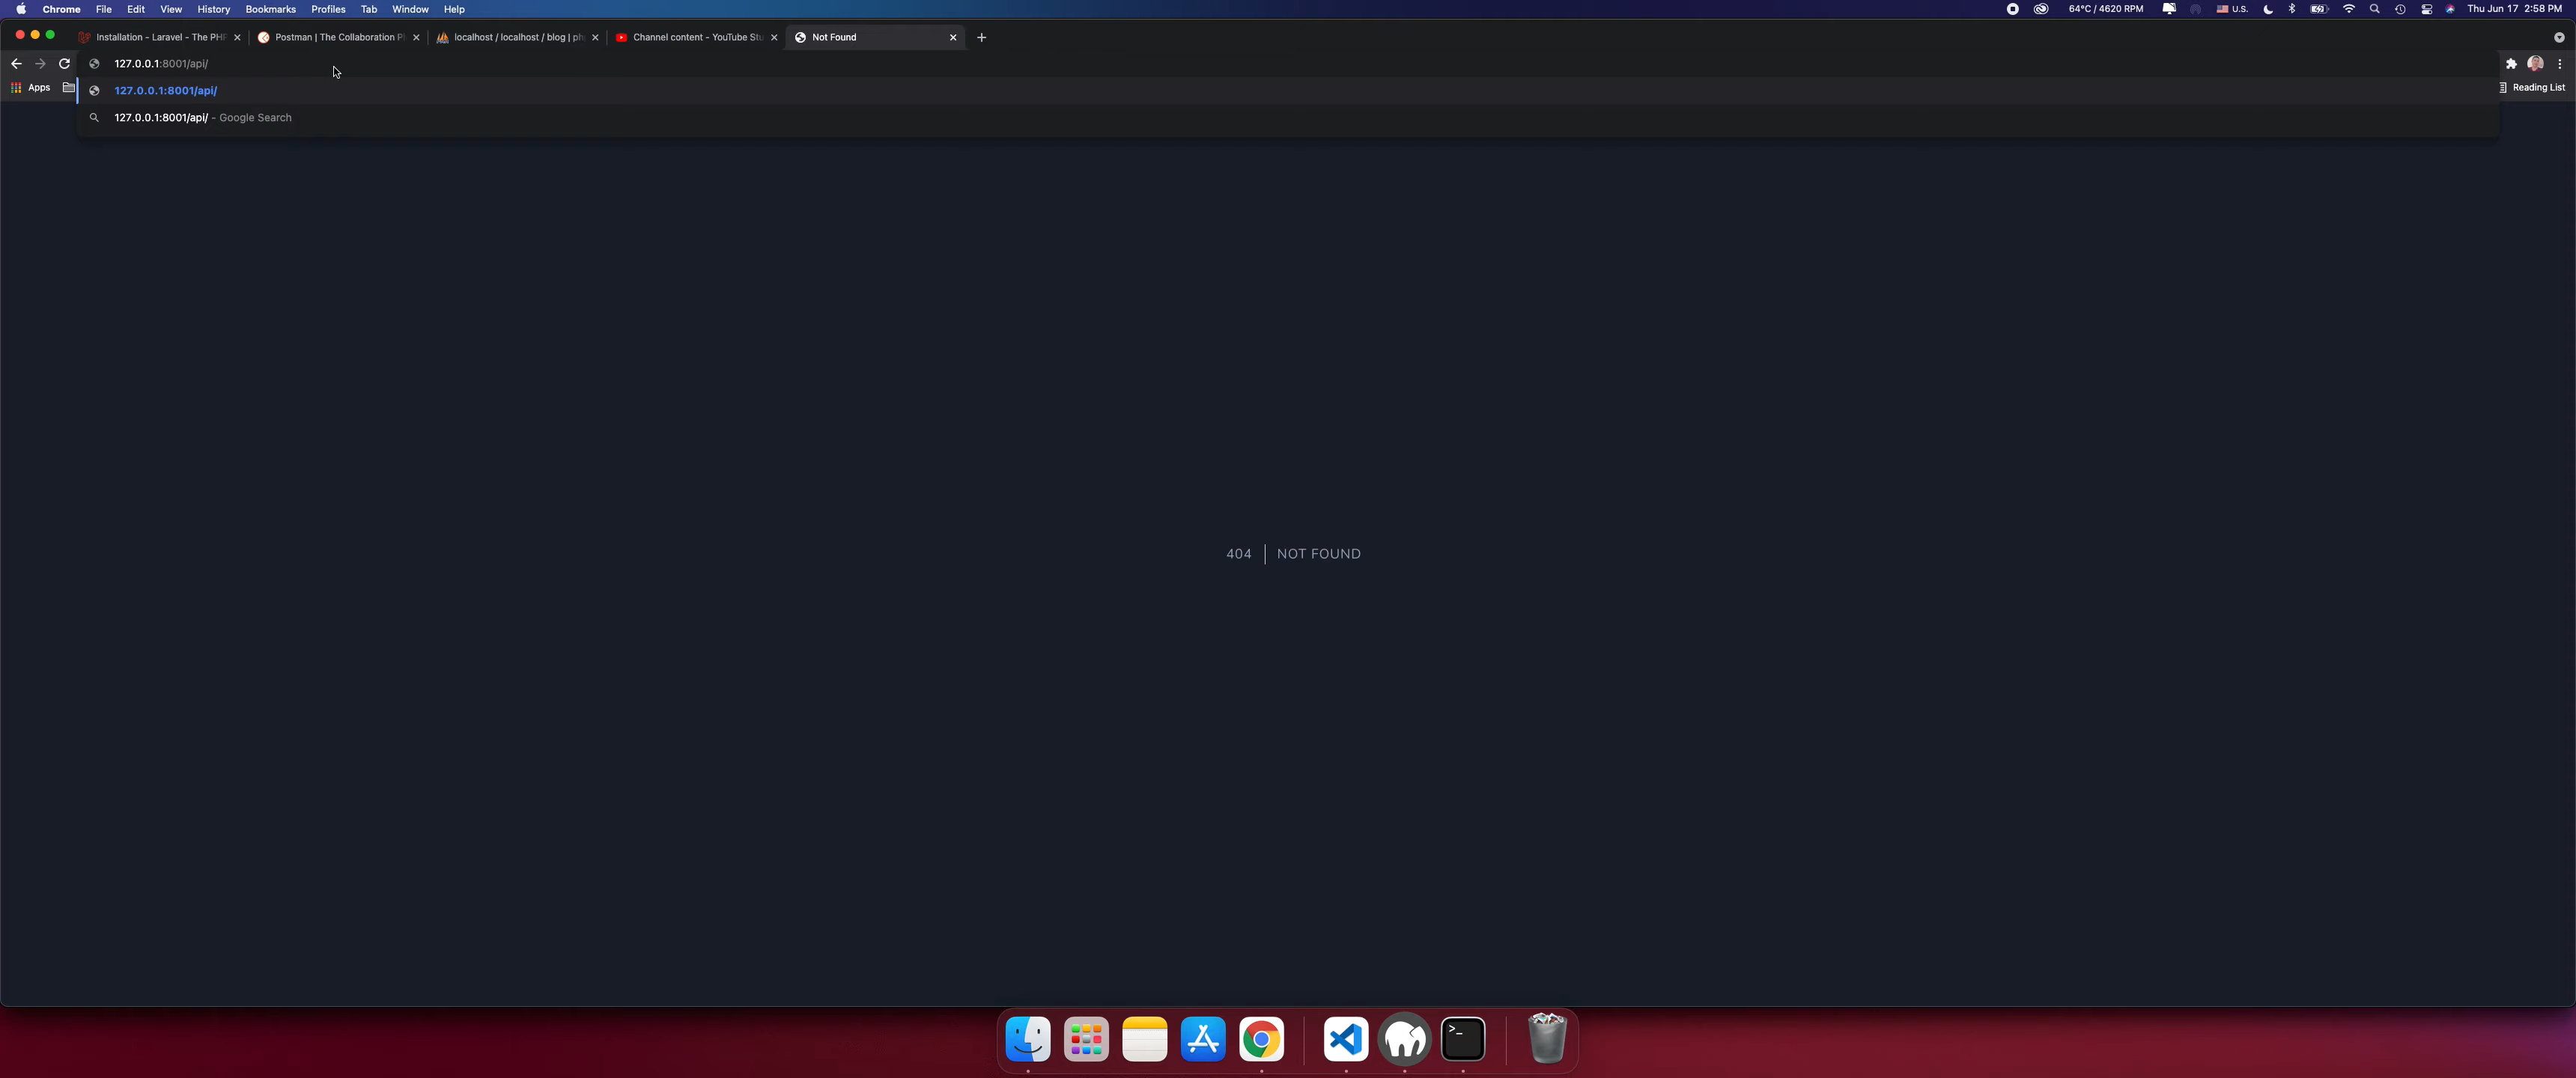 Chrome File Edit View History Bookmarks Profiles Tab Window Help 64°C / 4620 RPM U.S. Thu Jun 17 2:58 PM
Installation - Laravel - The PH Postman | The Collaboration P localhost / localhost / blog | ph Channel content - YouTube Stu Not Found
127.0.0.1:8001/api/
Apps 127.0.0.1:8001/api/ Reading List
127.0.0.1:8001/api/ - Google Search
404 NOT FOUND